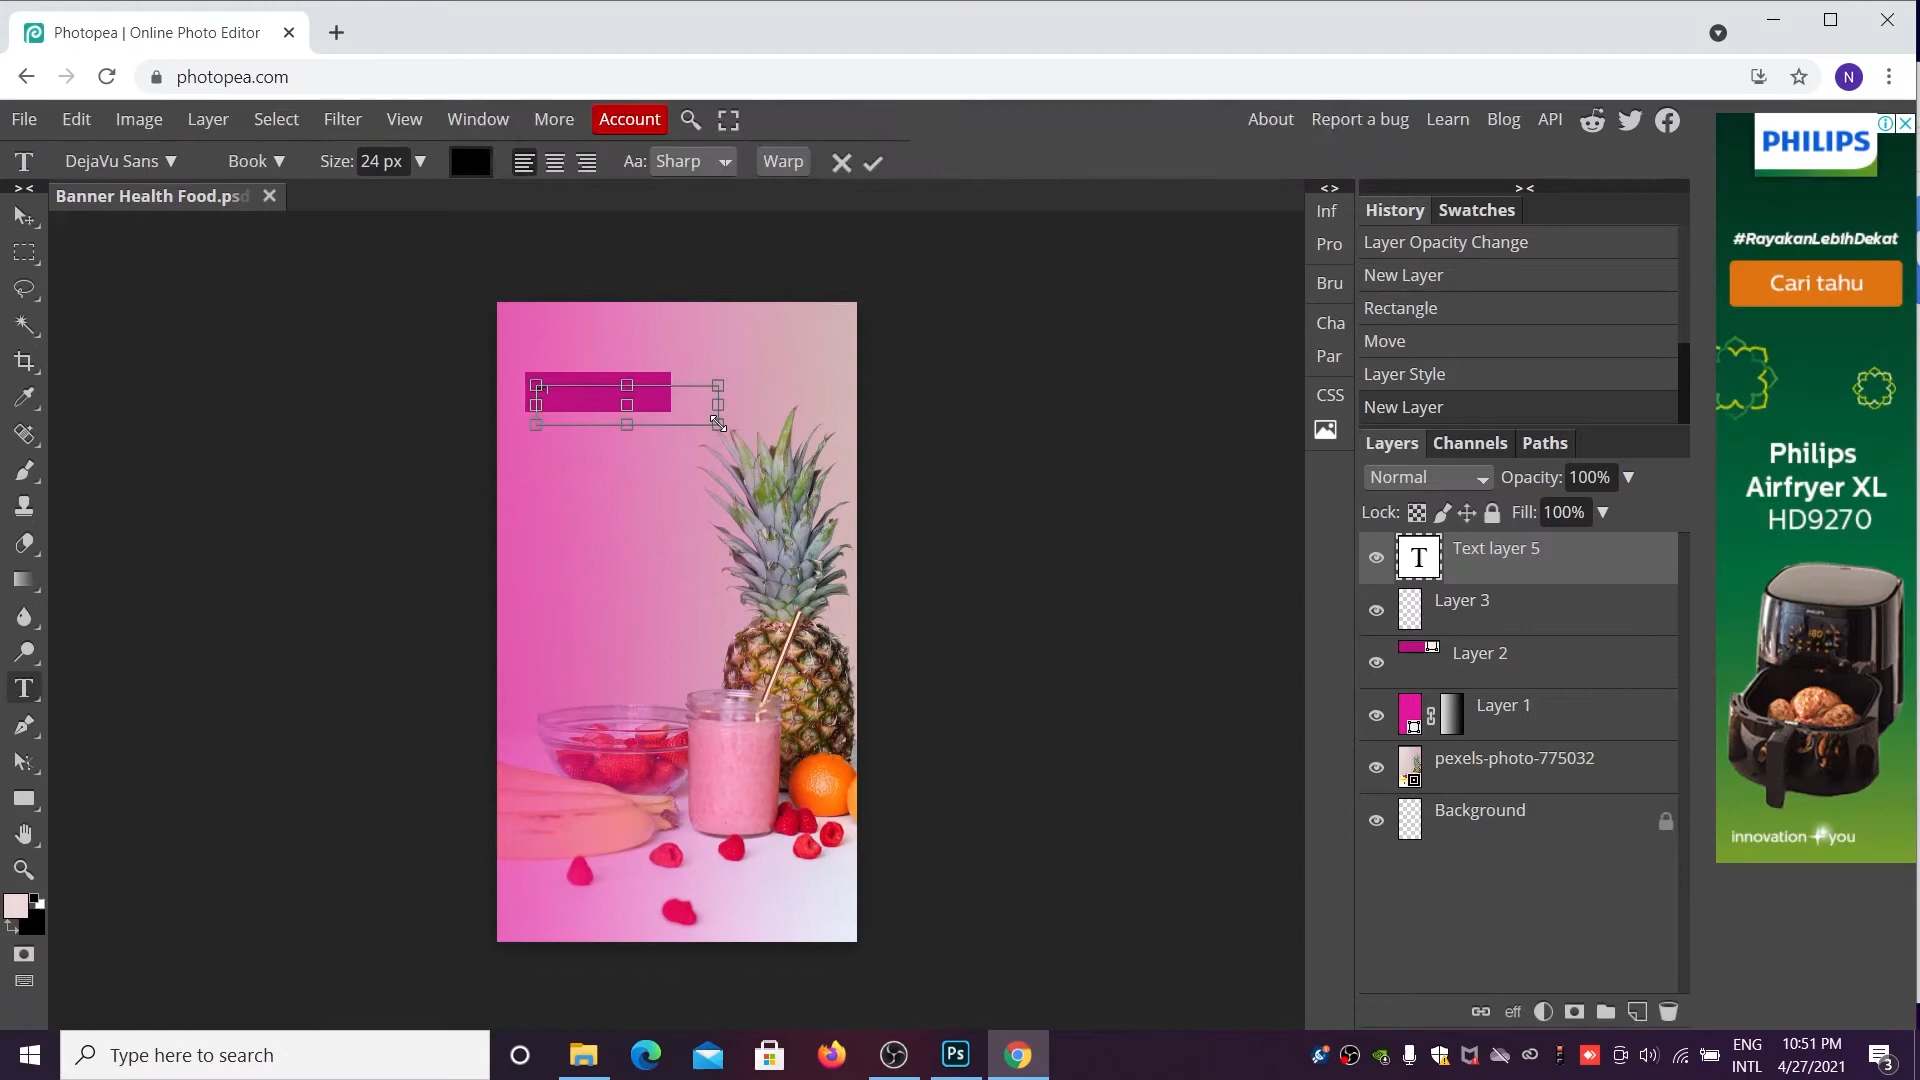 Photopea | Online Photo Editor
photopea.com
N
File Edit Image Layer Select Filter View Window More Account
About Report a bug Learn Blog API
T DejaVu Sans Book Size: 24 px Aa: Sharp Warp
Banner Health Food.psd
Inf
Pro
Bru
Cha
Par
CSS
History Swatches
Layer Opacity Change
New Layer
Rectangle
Move
Layer Style
New Layer
Layers Channels Paths
Normal Opacity: 100%
Lock: Fill: 100%
T Text layer 5
Layer 3
Layer 2
Layer 1
pexels-photo-775032
Background
eff
PHILIPS
#RayakanLebihDekat
Cari tahu
Philips
Airfryer XL
HD9270
innovation you
Type here to search
Ps
ENG
INTL
10:51 PM
4/27/2021
3